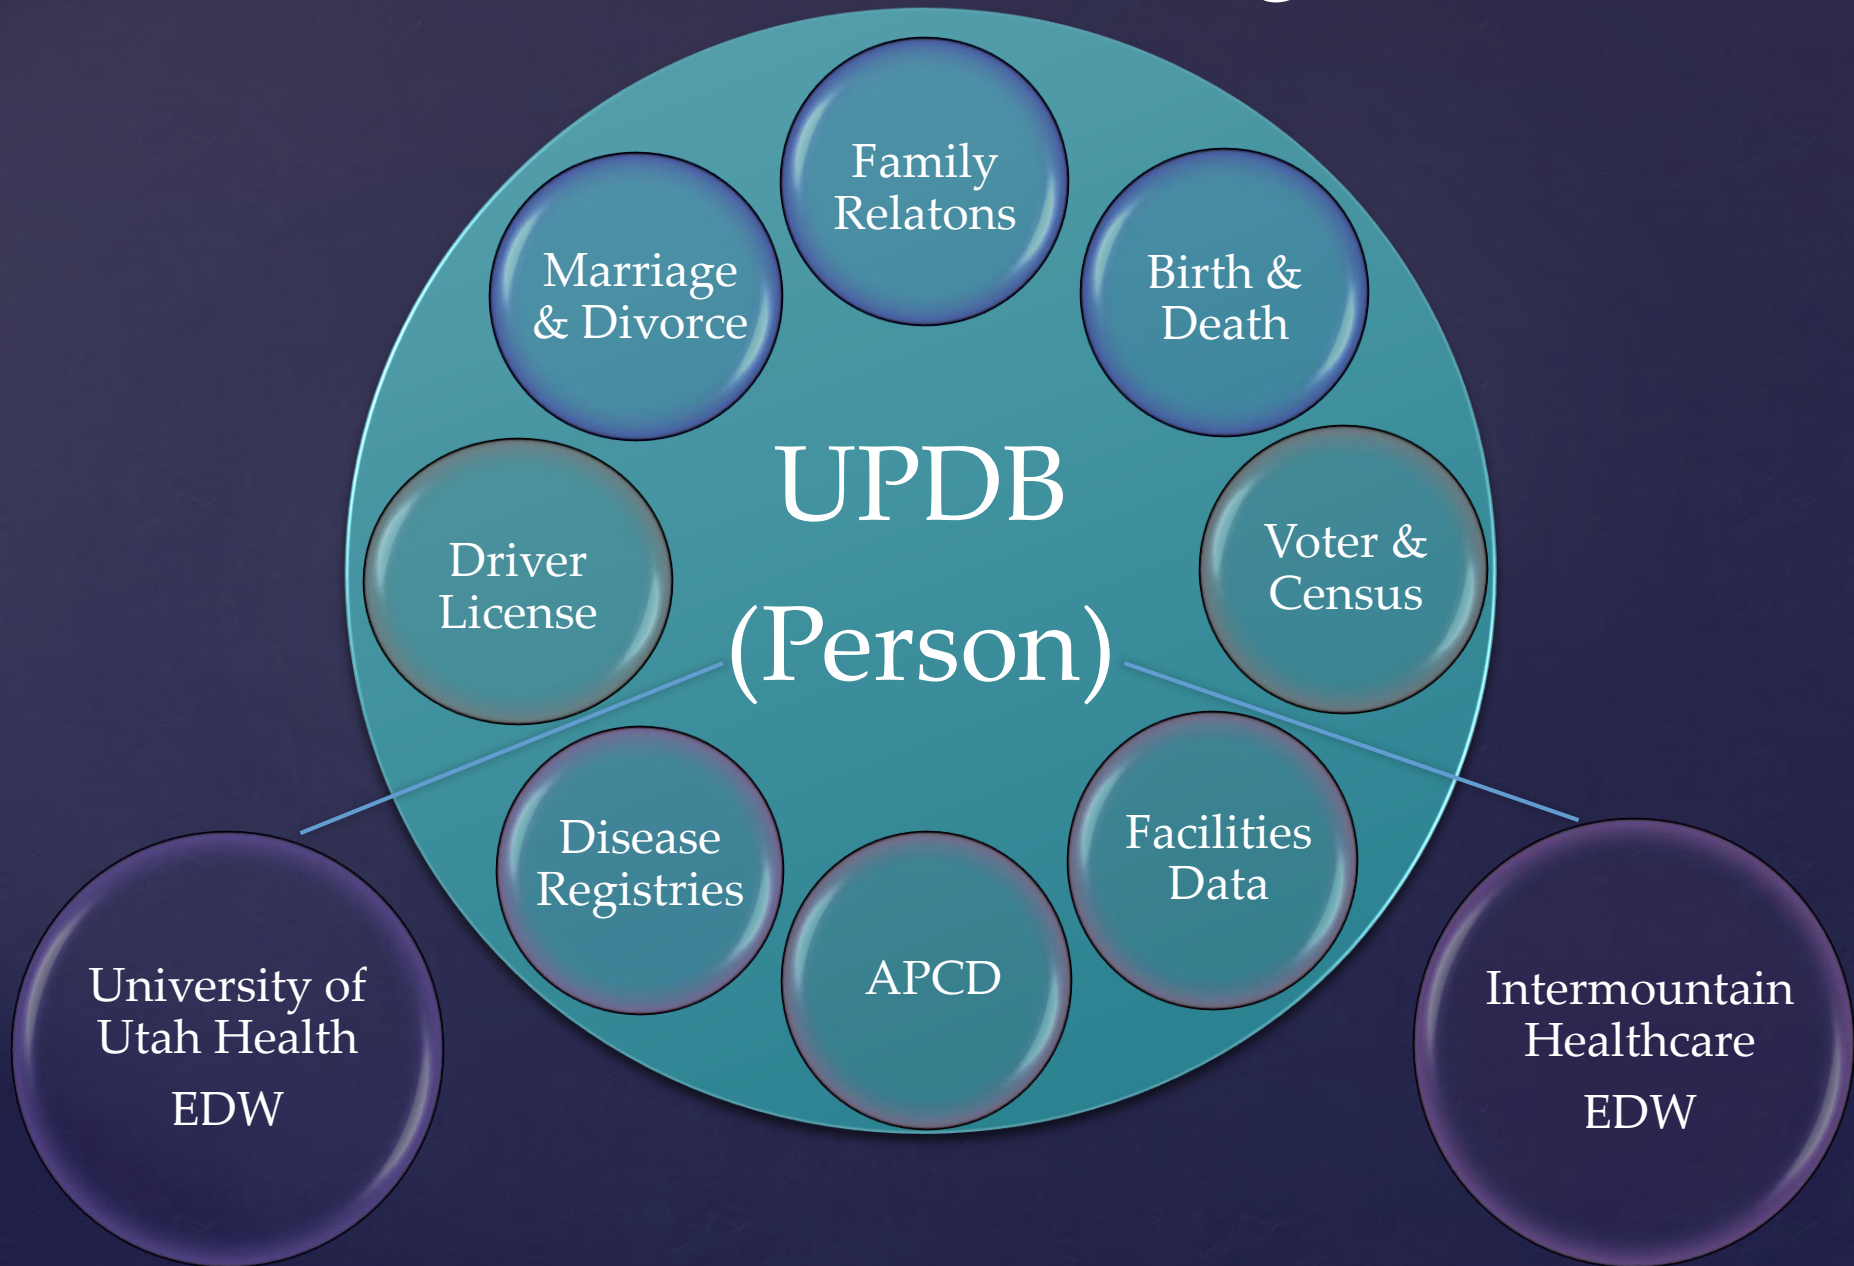 Family
Relatons
Marriage
& Divorce
Birth &
Death
UPDB
(Person)
Driver
License
Voter &
Census
Disease
Registries
Facilities
Data
APCD
University of
Utah Health
EDW
Intermountain
Healthcare
EDW